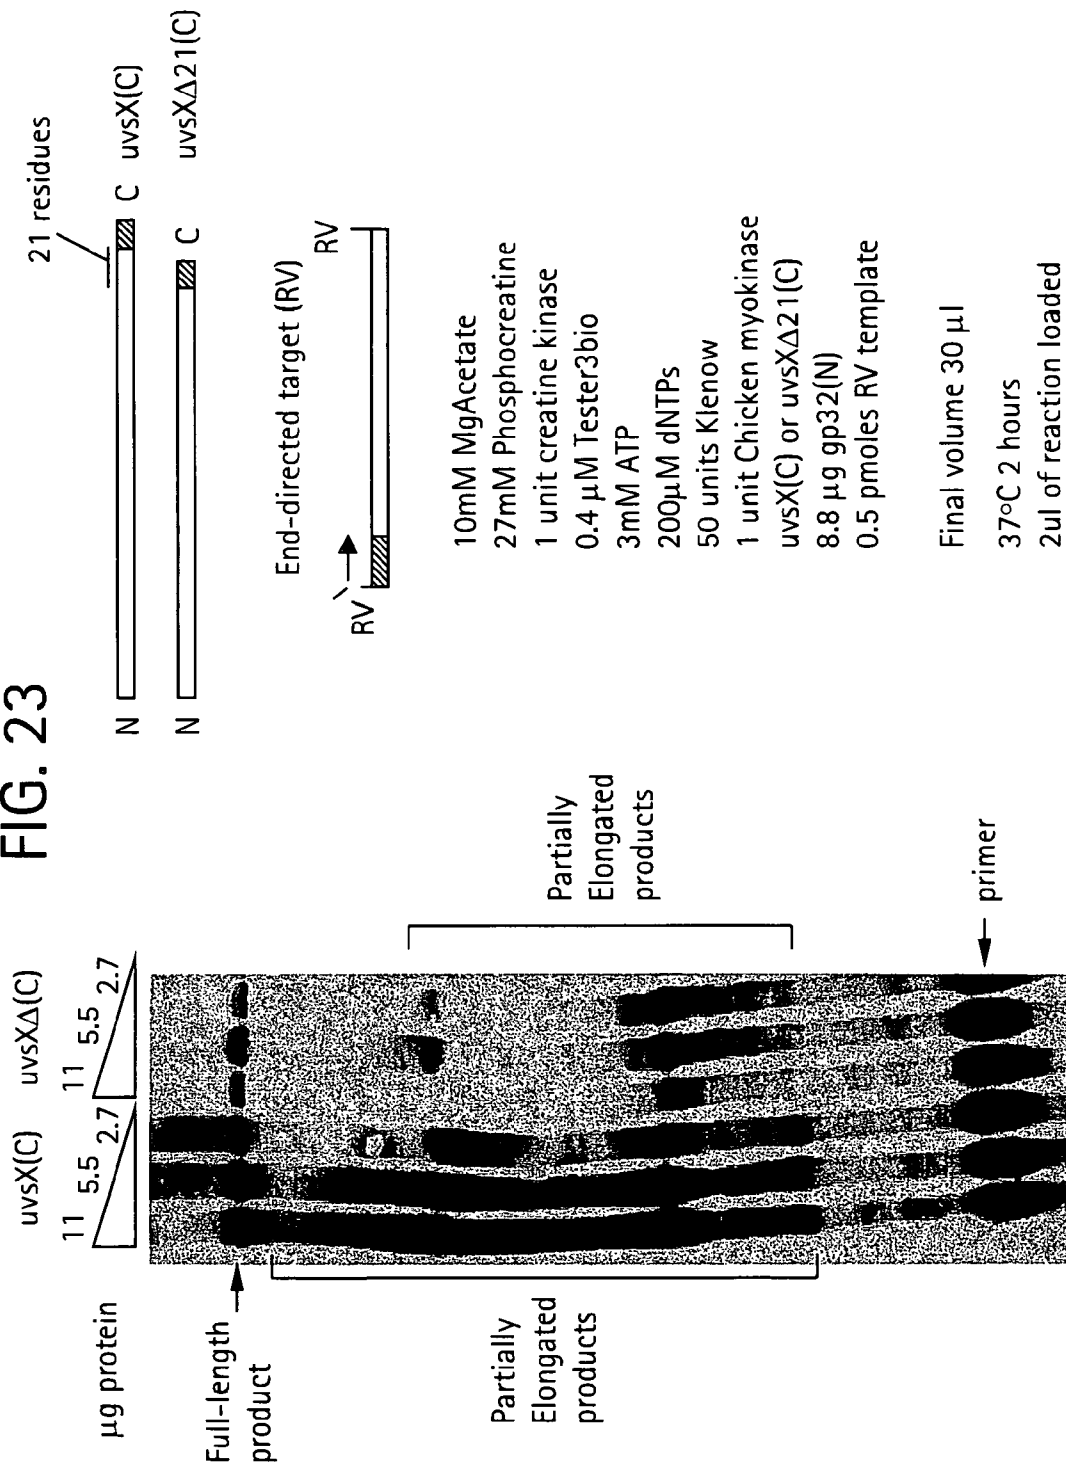 FIG. 23
µg protein
uvsX(C)
uvsXΔ(C)
11 5.5 2.7
11 5.5 2.7
Full-length
product
Partially
Elongated
products
Partially
Elongated
products
primer
21 residues
N C uvsX(C)
N C uvsXΔ21(C)
End-directed target (RV)
RV RV
10mM MgAcetate
27mM Phosphocreatine
1 unit creatine kinase
0.4 µM Tester3bio
3mM ATP
200µM dNTPs
50 units Klenow
1 unit Chicken myokinase
uvsX(C) or uvsXΔ21(C)
8.8 µg gp32(N)
0.5 pmoles RV template
Final volume 30 µl
37°C 2 hours
2ul of reaction loaded